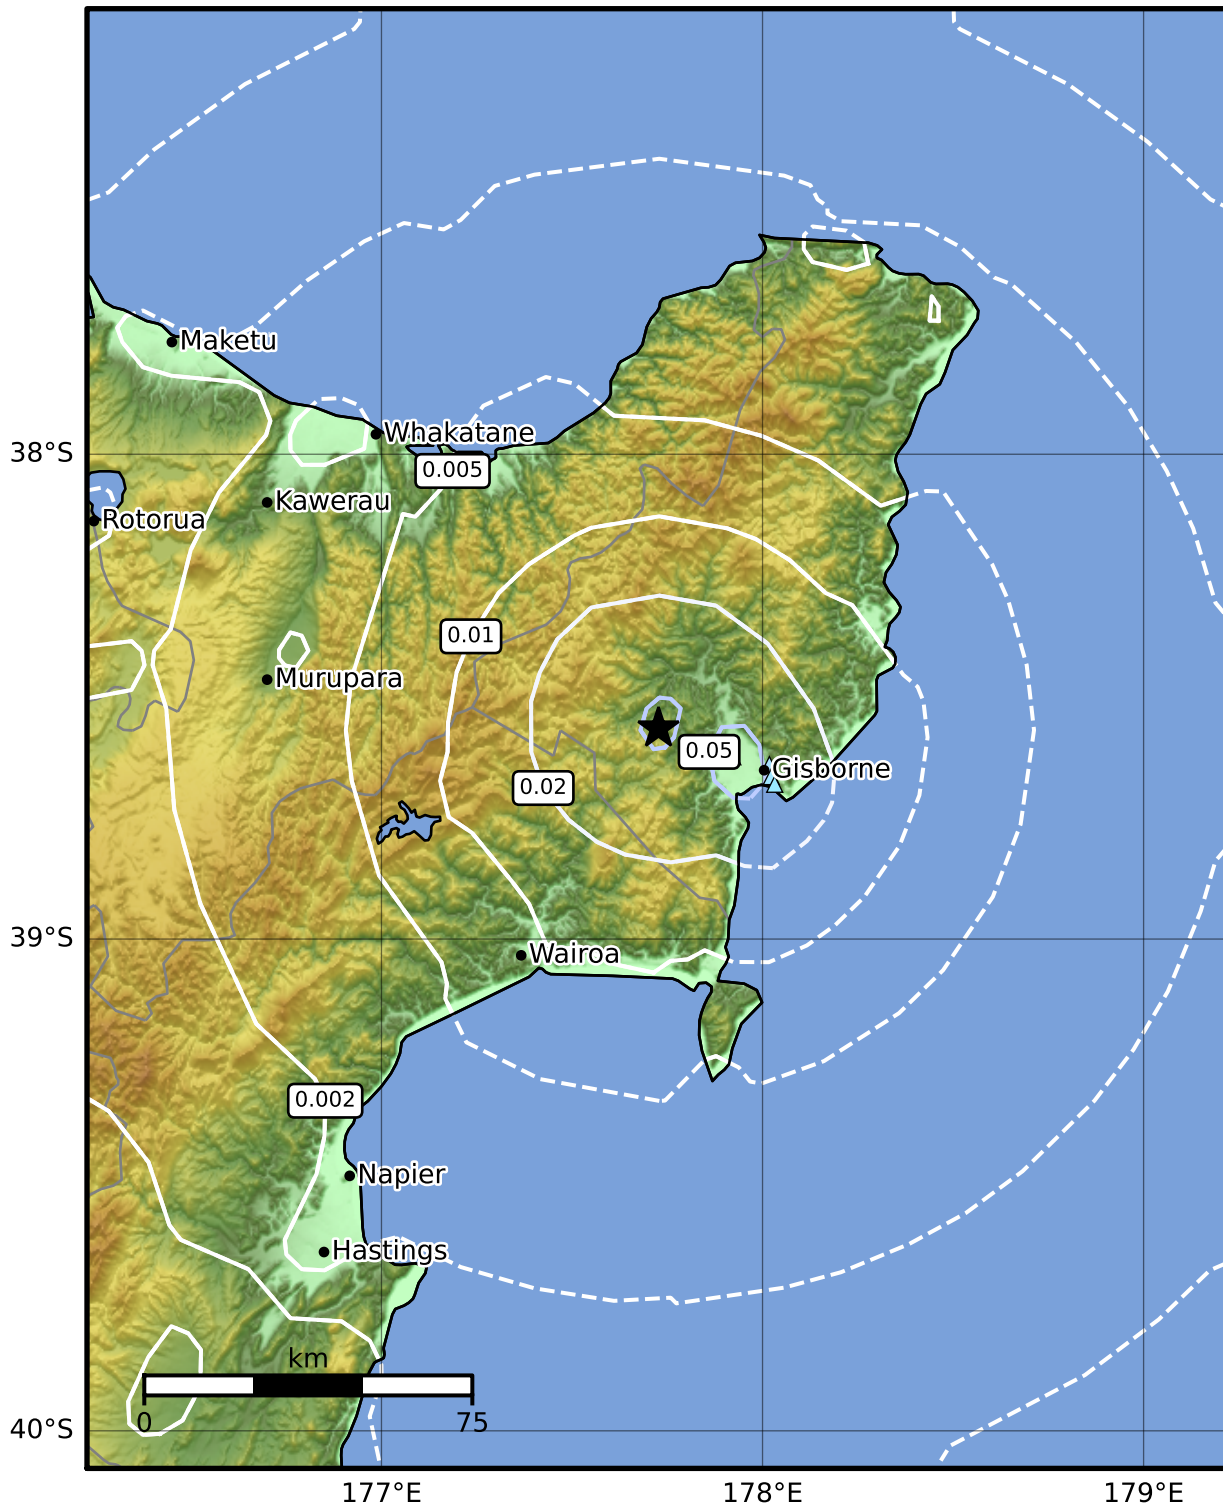 Maketu
Whakatane
38°S
0.005
Kawerau
Rotorua
0.01
Murupara
0.05
Gisborne
0.02
39°S
Wairoa
0.002
Napier
Hastings
km
0
75
40°S
177°E
178°E
179°E